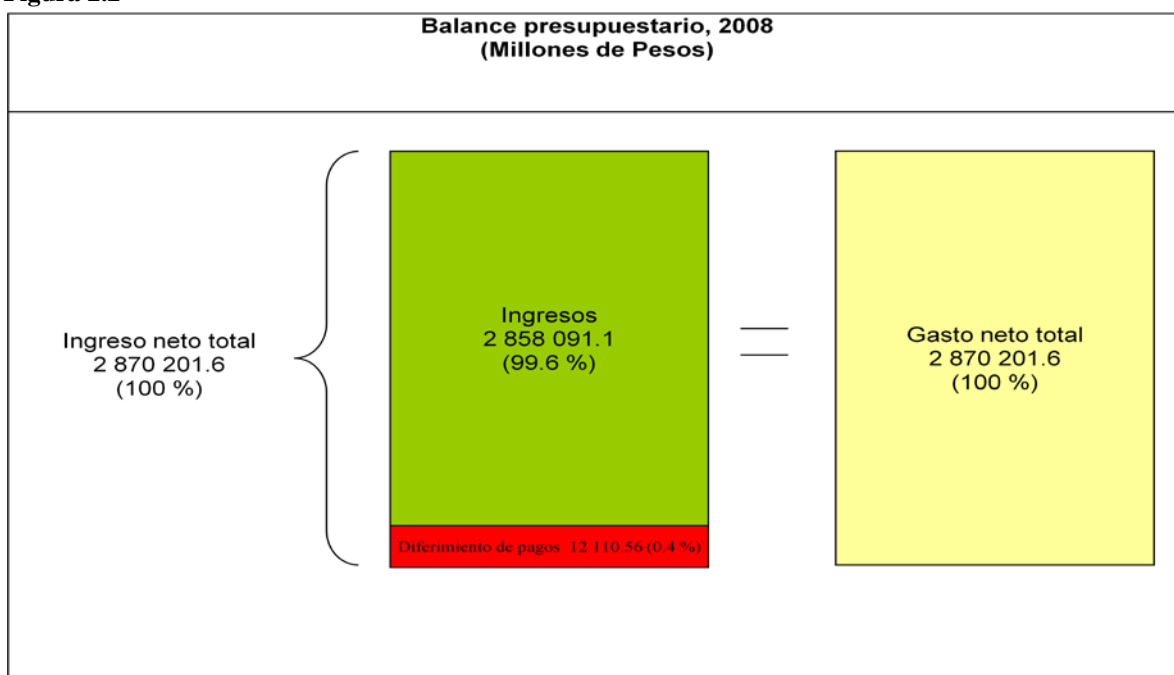 Balance presupuestario, 2008
(Millones de Pesos)
Ingreso neto total
2 870 201.6
(100 %)
Ingresos
2 858 091.1
(99.6 %)
Diferimiento de pagos 12 110.56 (0.4 %)
=
Gasto neto total
2 870 201.6
(100 %)